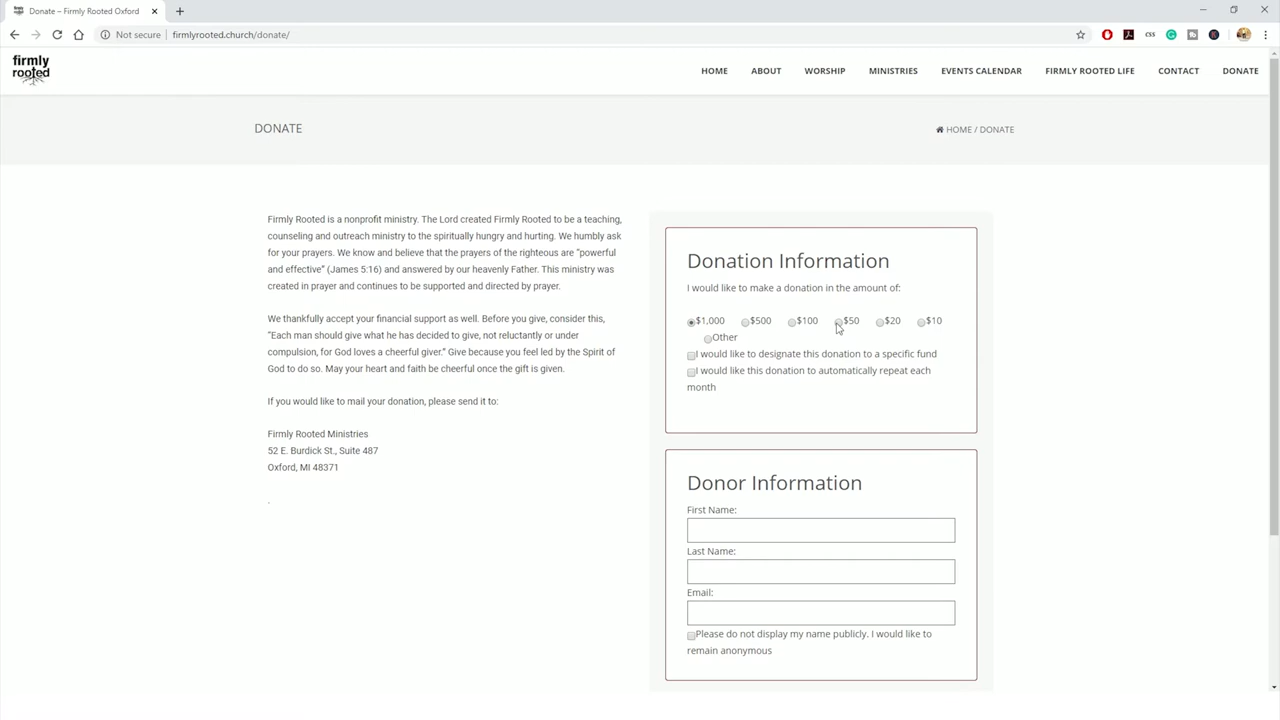 Donate – Firmly Rooted Oxford
Not secure
firmlyrooted.church/donate/
CSS
firmly
rooted
HOME
ABOUT
WORSHIP
MINISTRIES
EVENTS CALENDAR
FIRMLY ROOTED LIFE
CONTACT
DONATE
DONATE
HOME / DONATE
Firmly Rooted is a nonprofit ministry. The Lord created Firmly Rooted to be a teaching,
counseling and outreach ministry to the spiritually hungry and hurting. We humbly ask
for your prayers. We know and believe that the prayers of the righteous are “powerful
and effective” (James 5:16) and answered by our heavenly Father. This ministry was
created in prayer and continues to be supported and directed by prayer.
We thankfully accept your financial support as well. Before you give, consider this,
“Each man should give what he has decided to give, not reluctantly or under
compulsion, for God loves a cheerful giver.” Give because you feel led by the Spirit of
God to do so. May your heart and faith be cheerful once the gift is given.
If you would like to mail your donation, please send it to:
Firmly Rooted Ministries
52 E. Burdick St., Suite 487
Oxford, MI 48371
.
Donation Information
I would like to make a donation in the amount of:
$1,000 $500 $100 $50 $20 $10
Other
I would like to designate this donation to a specific fund
I would like this donation to automatically repeat each
month
Donor Information
First Name:
Last Name:
Email:
Please do not display my name publicly. I would like to
remain anonymous